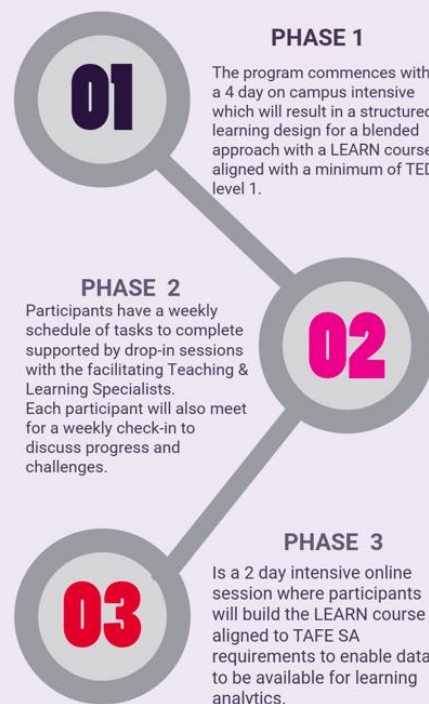 01
PHASE 1
The program commences with
a 4 day on campus intensive
which will result in a structured
learning design for a blended
approach with a LEARN course
aligned with a minimum of TED
level 1.
PHASE 2
Participants have a weekly
schedule of tasks to complete
supported by drop-in sessions
with the facilitating Teaching &
Learning Specialists.
Each participant will also meet
for a weekly check-in to
discuss progress and
challenges.
02
PHASE 3
Is a 2 day intensive online
session where participants
will build the LEARN course
aligned to TAFE SA
requirements to enable data
to be available for learning
analytics.
03